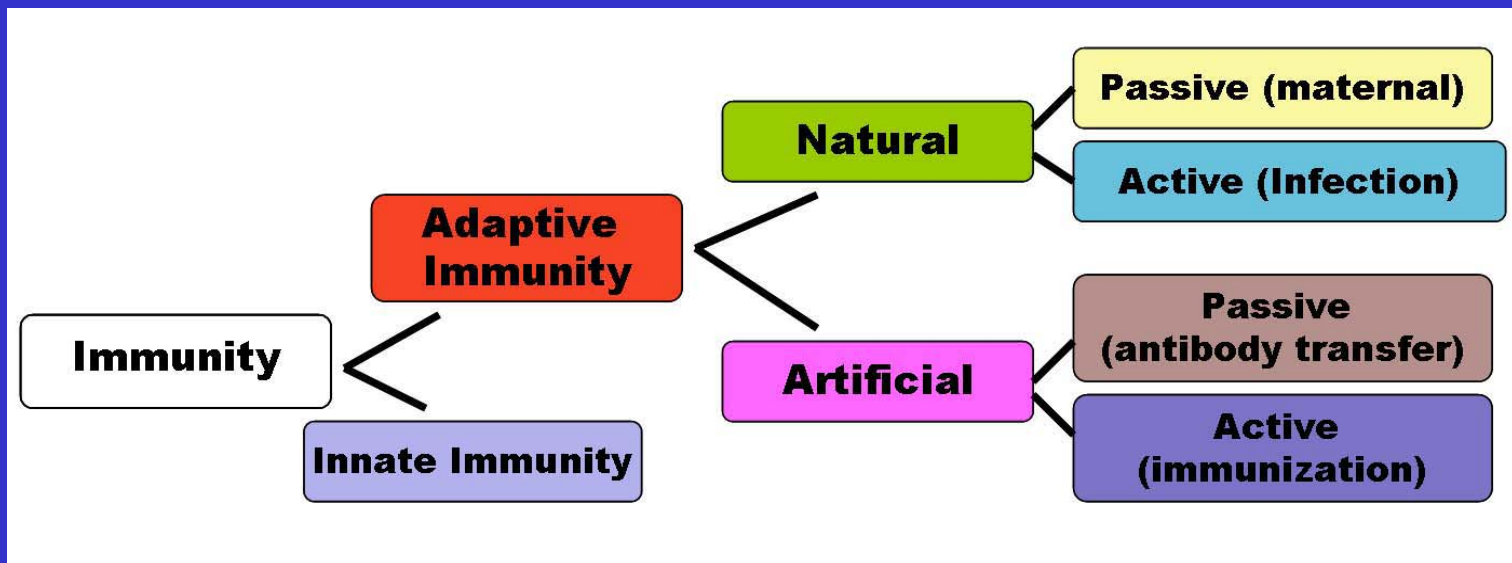 Immunity
Adaptive
Immunity
Innate Immunity
Natural
Artificial
Passive (maternal)
Active (Infection)
Passive
(antibody transfer)
Active
(immunization)